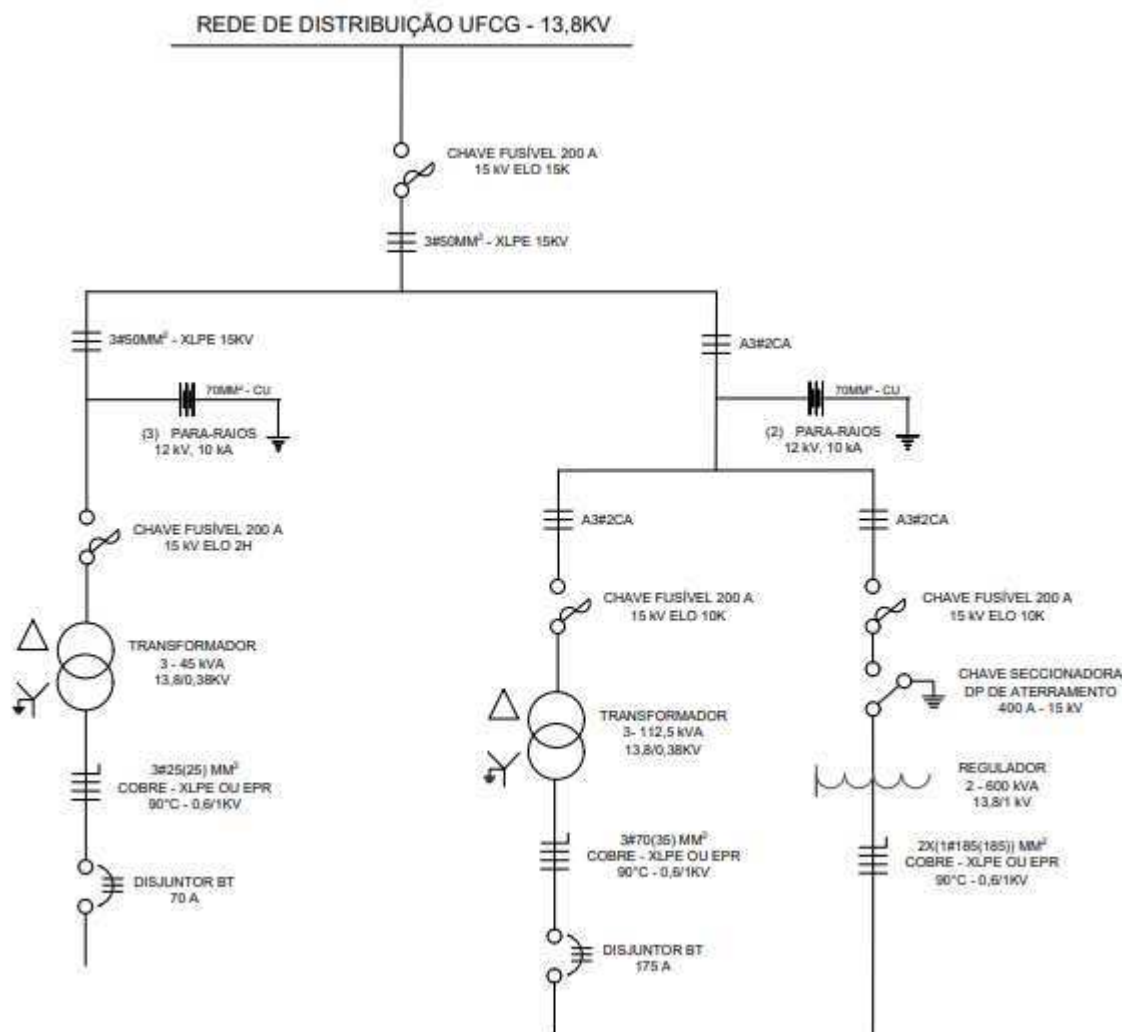 REDE DE DISTRIBUIÇÃO UFCG - 13,8KV
CHAVE FUSÍVEL 200 A
15 kV ELO 15K
3#50MM² - XLPE 15KV
3#50MM² - XLPE 15KV
A3#2CA
70MM² - CU
(3) PARA-RAIOS
12 kV, 10 kA
70MM² - CU
(2) PARA-RAIOS
12 kV, 10 kA
CHAVE FUSÍVEL 200 A
15 kV ELO 2H
A3#2CA
A3#2CA
CHAVE FUSÍVEL 200 A
15 kV ELO 10K
CHAVE FUSÍVEL 200 A
15 kV ELO 10K
TRANSFORMADOR
3 - 45 kVA
13,8/0,38KV
CHAVE SECCIONADORA
DP DE ATERRAMENTO
400 A - 15 kV
TRANSFORMADOR
3- 112,5 kVA
13,8/0,38KV
3#25(25) MM²
COBRE - XLPE OU EPR
90°C - 0,6/1KV
REGULADOR
2 - 600 kVA
13,8/1 kV
3#70(35) MM²
COBRE - XLPE OU EPR
90°C - 0,6/1KV
2X(1#185(185)) MM²
COBRE - XLPE OU EPR
90°C - 0,6/1KV
DISJUNTOR BT
70 A
DISJUNTOR BT
175 A